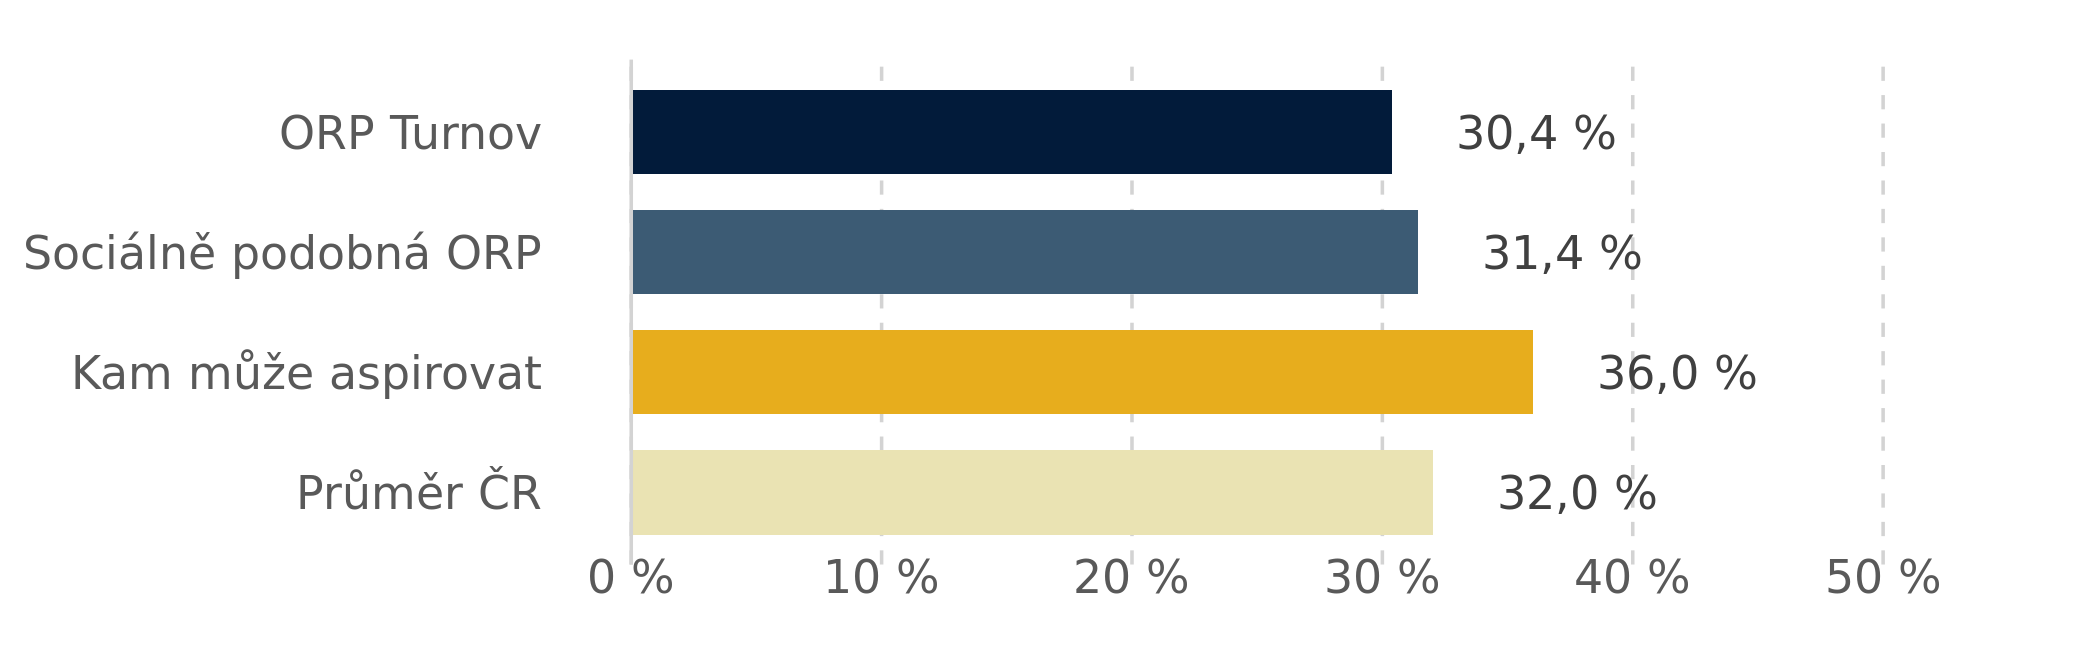 ORP Turnov 30,4 %
Sociálně podobná ORP 31,4 %
Kam může aspirovat 36,0 %
Průměr ČR 32,0 %
0 % 10 % 20 % 30 % 40 % 50 %